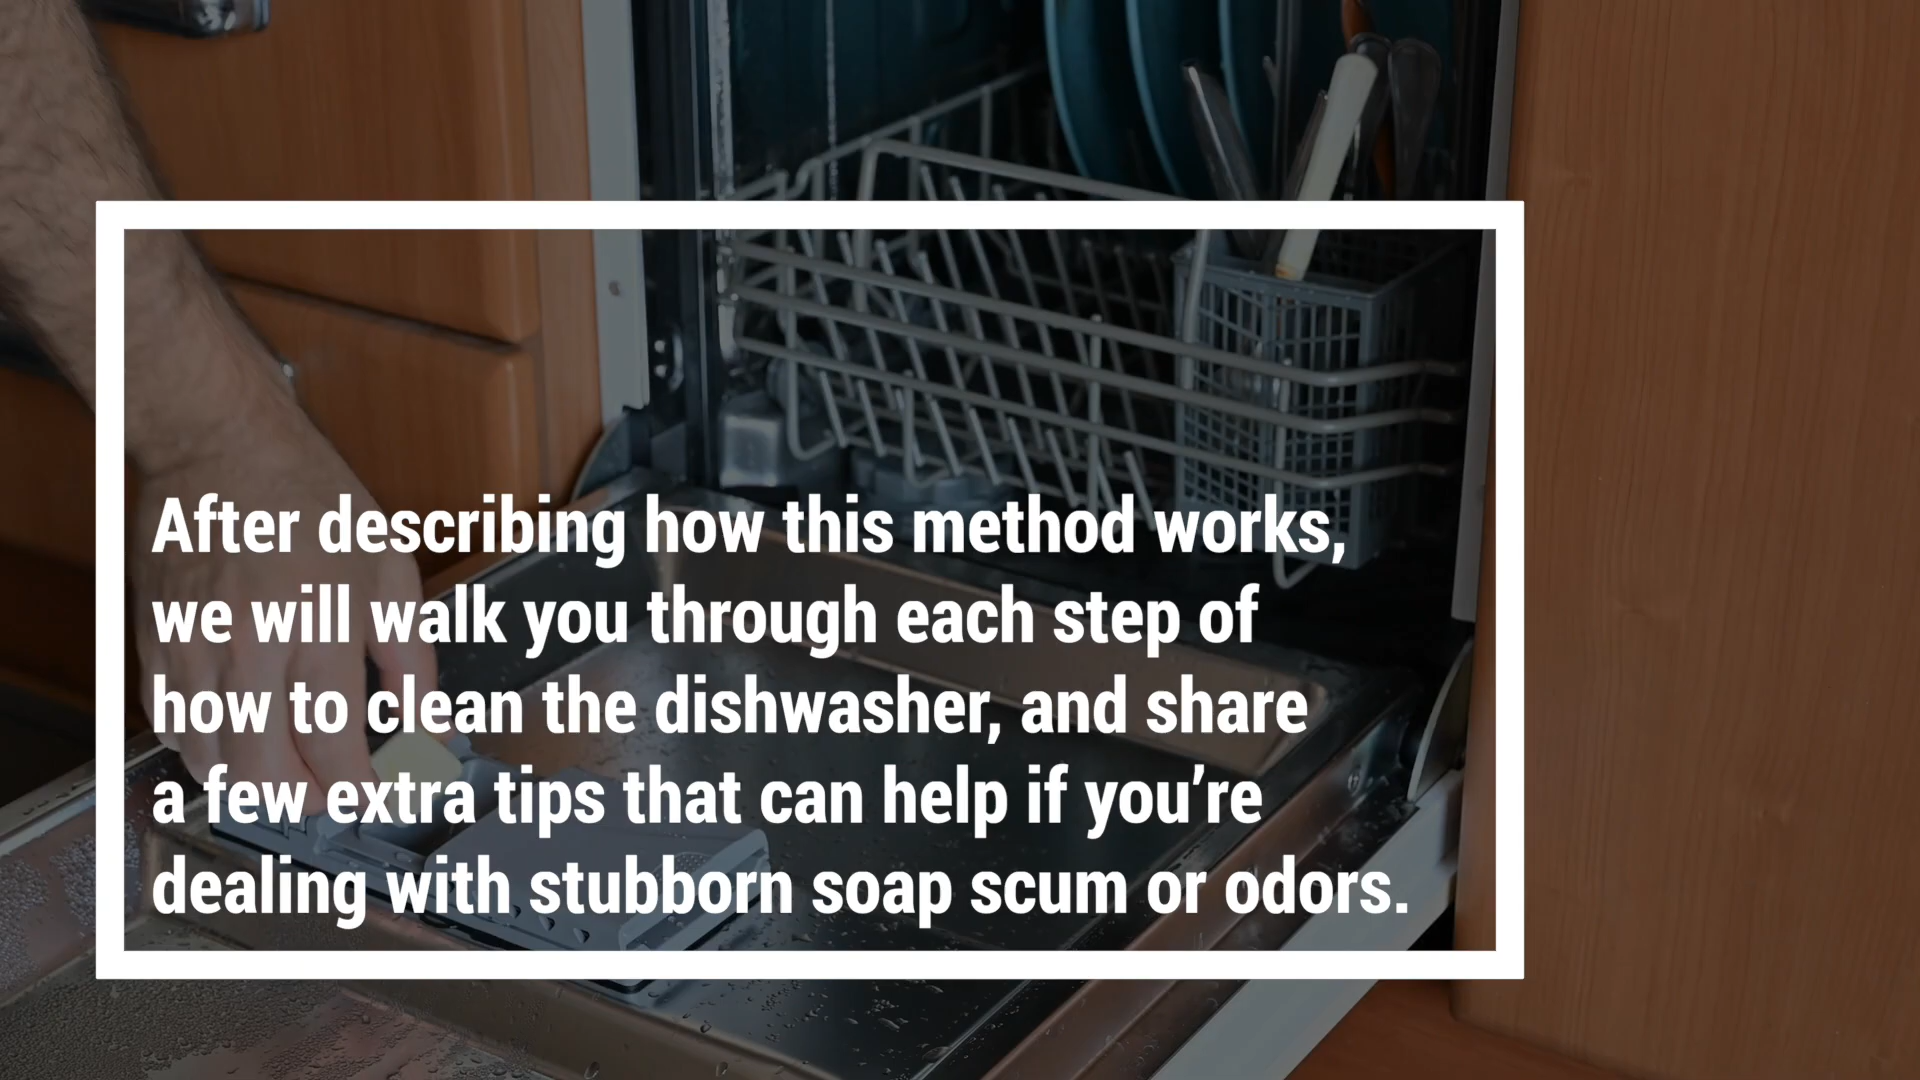 After describing how this method works,
we will walk you through each step of
how to clean the dishwasher, and share
a few extra tips that can help if you’re
dealing with stubborn soap scum or odors.